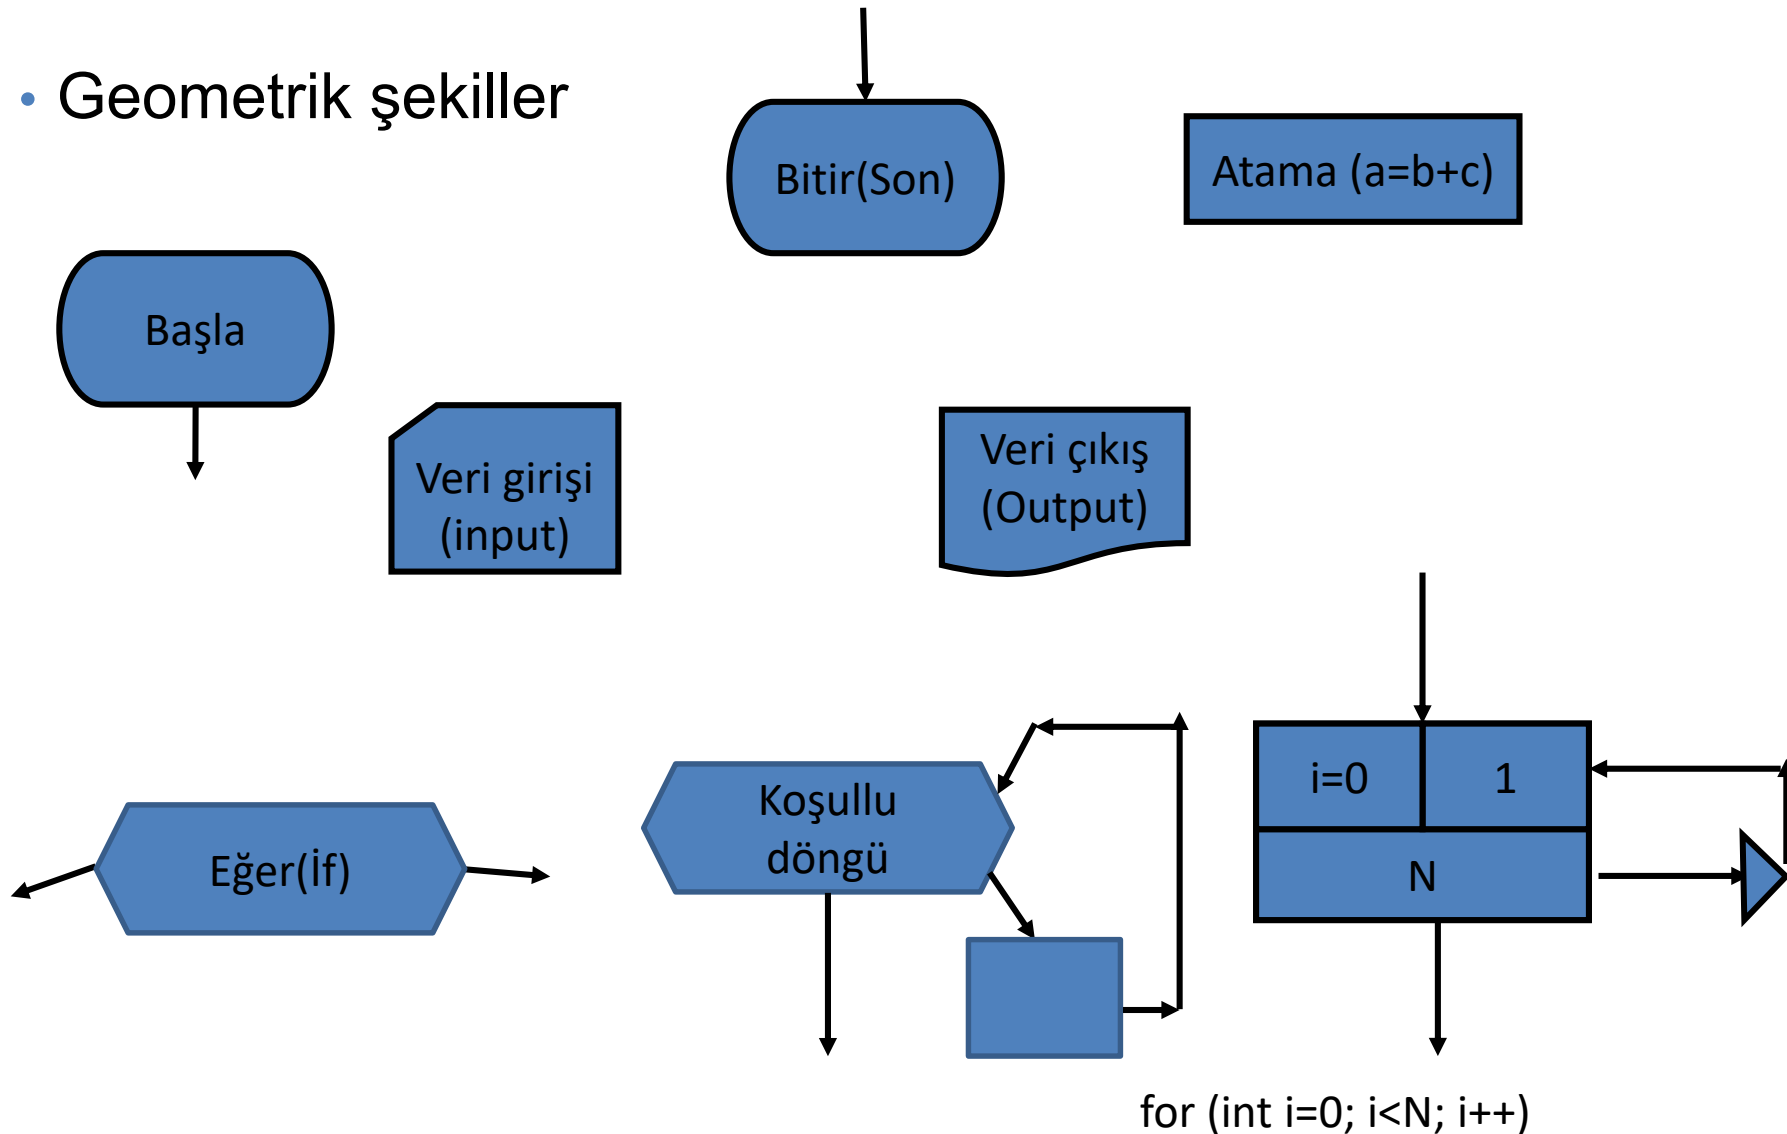 • Geometrik şekiller
Bitir(Son)
Atama (a=b+c)
Başla
Veri girişi
(input)
Veri çıkış
(Output)
Eğer(İf)
Koşullu
döngü
i=0
1
N
for (int i=0; i<N; i++)